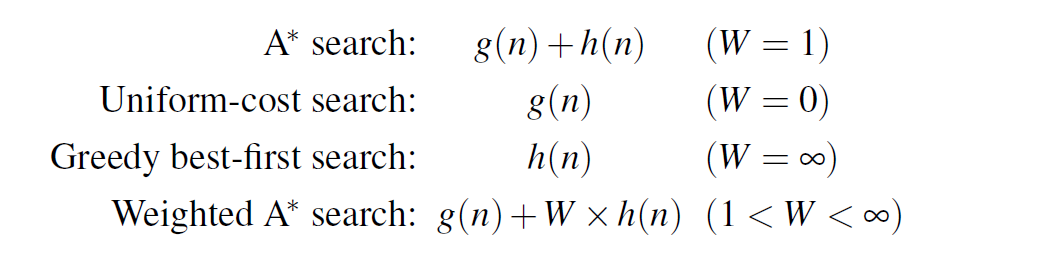 A* search: g(n)+h(n) (W = 1)
Uniform-cost search: g(n) (W = 0)
Greedy best-first search: h(n) (W = ∞)
Weighted A* search: g(n)+W × h(n) (1 < W < ∞)